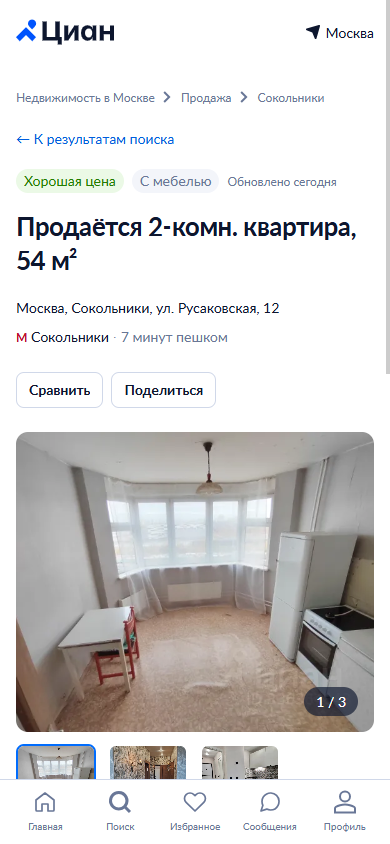 Циан
Москва
Недвижимость в Москве > Продажа > Сокольники
← К результатам поиска
Хорошая цена С мебелью Обновлено сегодня
Продаётся 2-комн. квартира,
54 м²
Москва, Сокольники, ул. Русаковская, 12
М Сокольники · 7 минут пешком
Сравнить Поделиться
1 / 3
Главная Поиск Избранное Сообщения Профиль